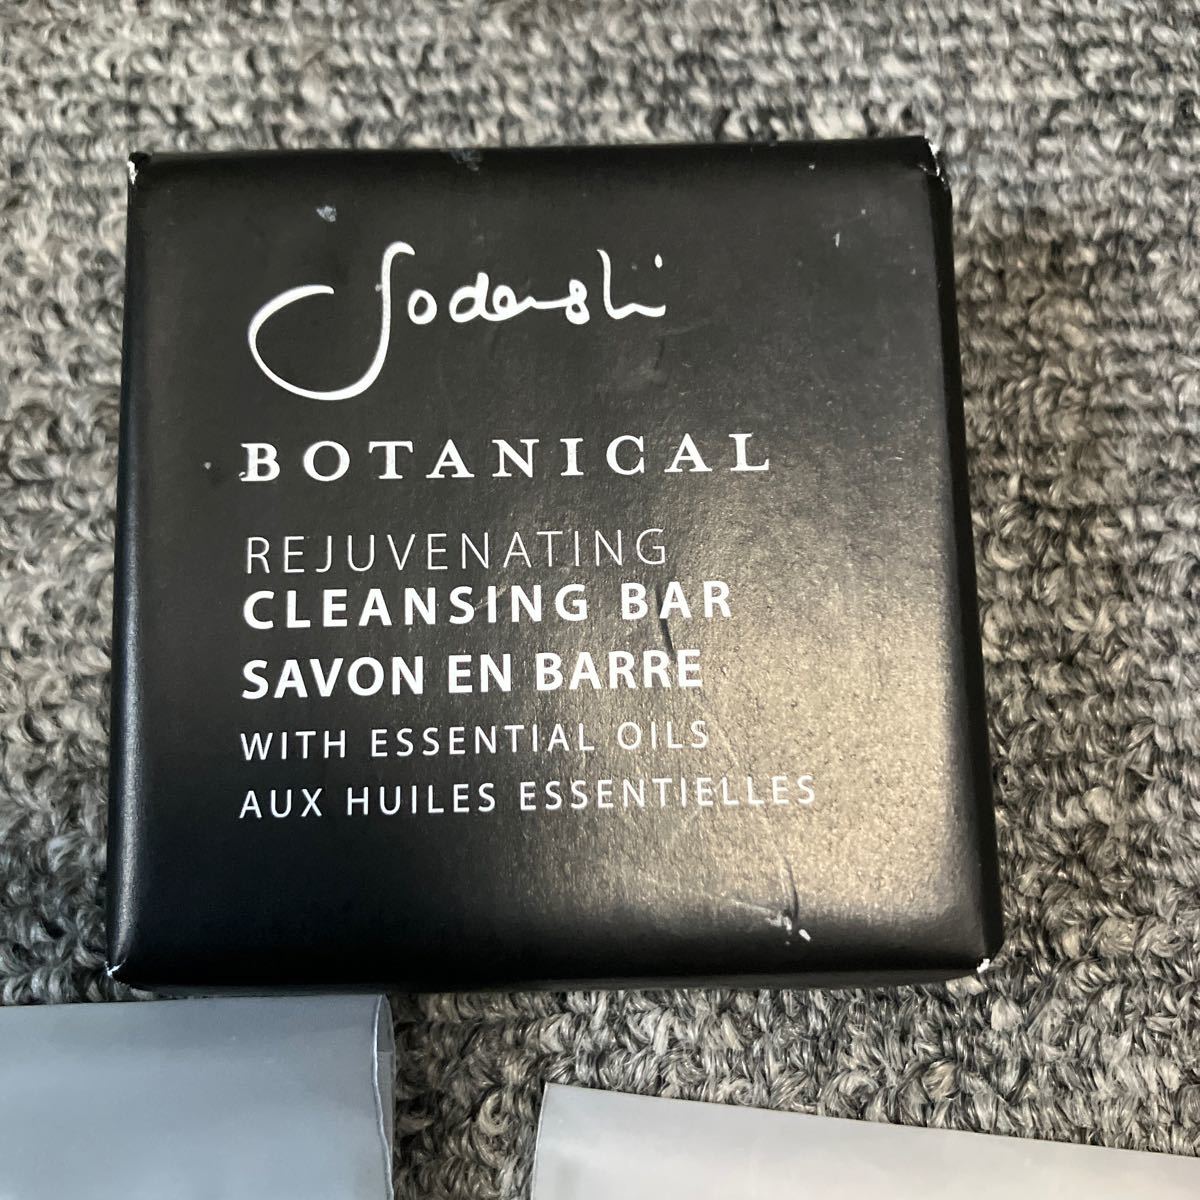 Sodashi
BOTANICAL
REJUVENATING
CLEANSING BAR
SAVON EN BARRE
WITH ESSENTIAL OILS
AUX HUILES ESSENTIELLES